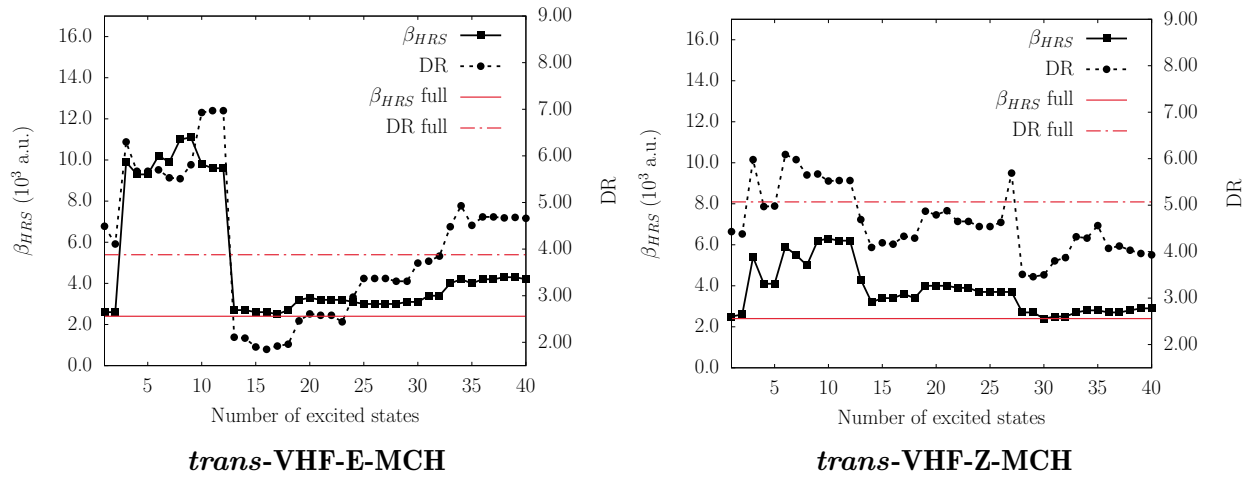 16.0
14.0
12.0
10.0
8.0
6.0
4.0
2.0
0.0
β_HRS (10³ a.u.)
9.00
8.00
7.00
6.00
5.00
4.00
3.00
2.00
DR
β_HRS
DR
β_HRS full
DR full
5 10 15 20 25 30 35 40
Number of excited states
trans-VHF-E-MCH
16.0
14.0
12.0
10.0
8.0
6.0
4.0
2.0
0.0
β_HRS (10³ a.u.)
9.00
8.00
7.00
6.00
5.00
4.00
3.00
2.00
DR
β_HRS
DR
β_HRS full
DR full
5 10 15 20 25 30 35 40
Number of excited states
trans-VHF-Z-MCH